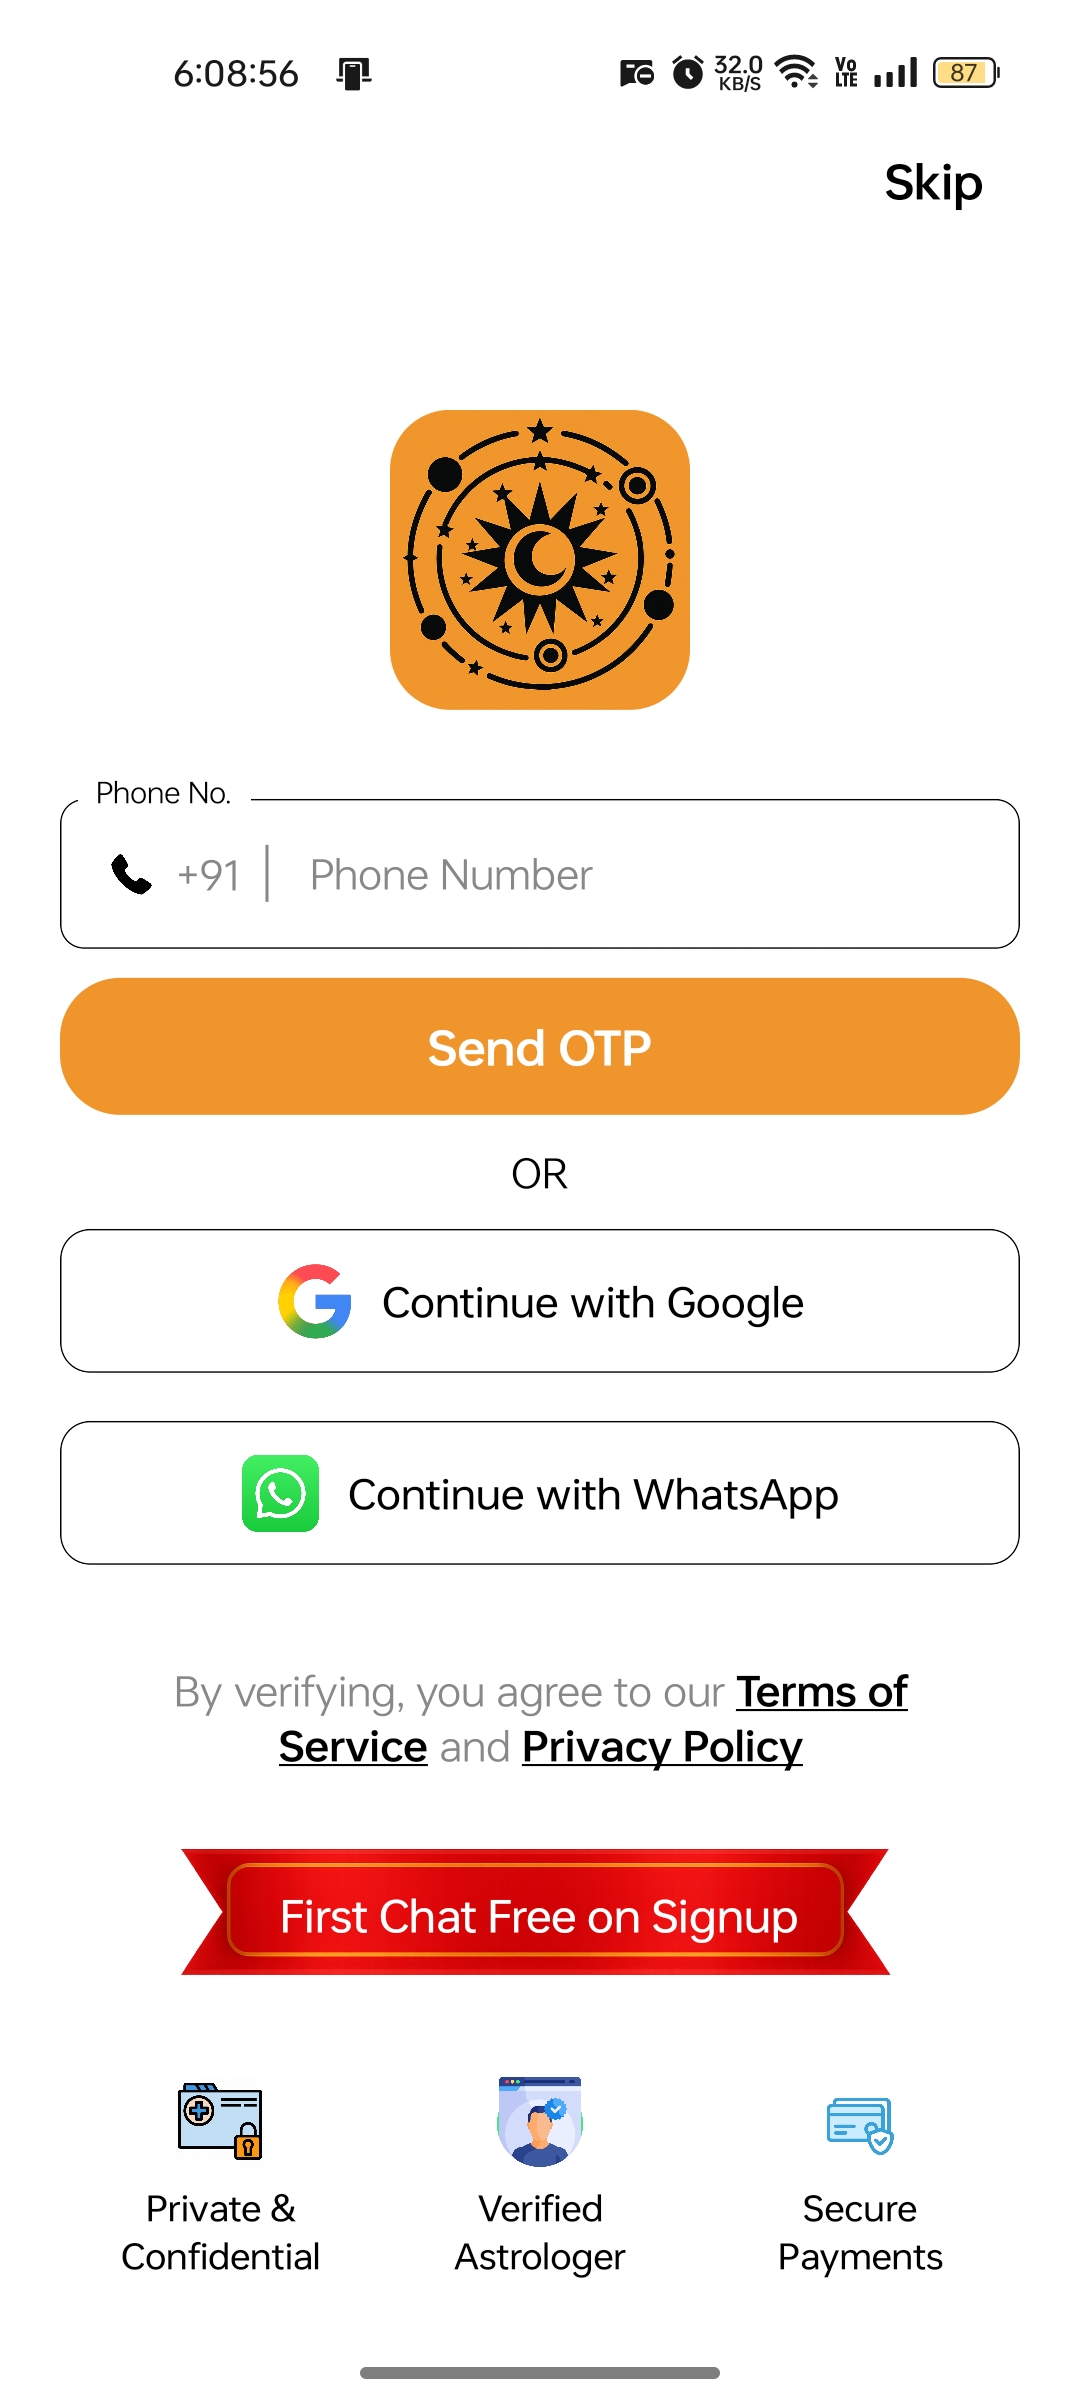 6:08:56
32.0
KB/S
Vo
LTE
87
Skip
Phone No.
+91
Phone Number
Send OTP
OR
Continue with Google
Continue with WhatsApp
By verifying, you agree to our Terms of
Service and Privacy Policy
First Chat Free on Signup
Private &
Confidential
Verified
Astrologer
Secure
Payments